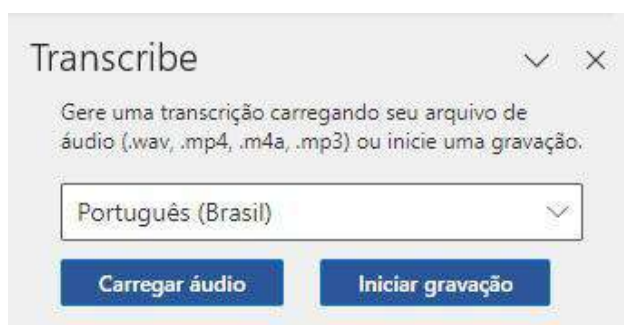 Transcribe
Gere uma transcrição carregando seu arquivo de
áudio (.wav, .mp4, .m4a, .mp3) ou inicie uma gravação.
Português (Brasil)
Carregar áudio Iniciar gravação